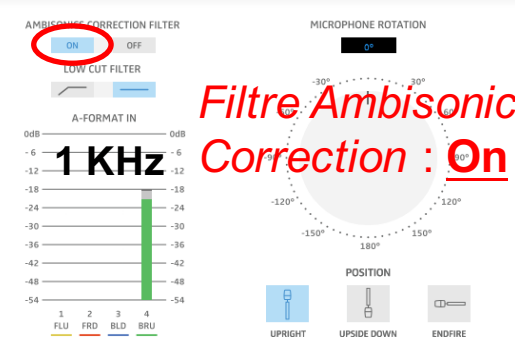 AMBISONICS CORRECTION FILTER
ON OFF
LOW CUT FILTER
A-FORMAT IN
0dB 0dB
-6 -6
-12 -12
-18 -18
-24 -24
-30 -30
-36 -36
-42 -42
-48 -48
-54 -54
1 KHz
1 2 3 4
FLU FRD BLD BRU
MICROPHONE ROTATION
0°
-30° 30°
Filtre Ambisonic
Correction : On
90°
-120° 120°
-150° 150°
180°
POSITION
UPRIGHT UPSIDE DOWN ENDFIRE